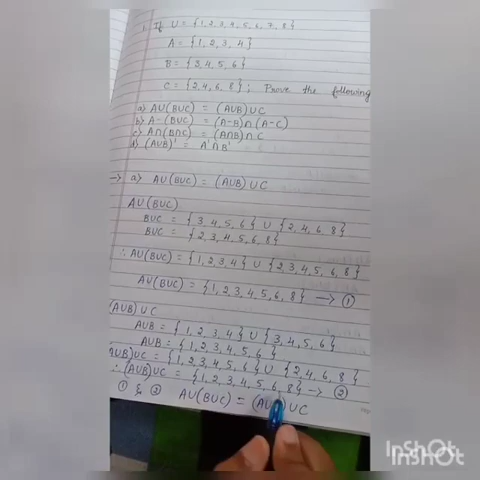 1. If U = {1,2,3,4,5,6,7,8}
A = {1, 2, 3, 4}
B = {3,4,5,6}
C = {2,4,6,8}; Prove the following
a) AU(BUC) = (AUB)UC
b) A-(BUC) = (A-B)∩(A-C)
c) A∩(B∩C) = (A∩B)∩C
d) (AUB)' = A'∩B'
→ a) AU(BUC) = (AUB)UC
AU(BUC)
BUC = {3,4,5,6} U {2,4,6,8}
BUC = {2,3,4,5,6,8}
∴ AU(BUC) = {1,2,3,4} U {2,3,4,5,6,8}
AU(BUC) = {1,2,3,4,5,6,8} → ①
(AUB)UC
AUB = {1,2,3,4} U {3,4,5,6}
AUB = {1,2,3,4,5,6}
(AUB)UC = {1,2,3,4,5,6} U {2,4,6,8}
∴ (AUB)UC = {1,2,3,4,5,6,8} → ②
① & ② AU(BUC) = (AU )UC
InShOt